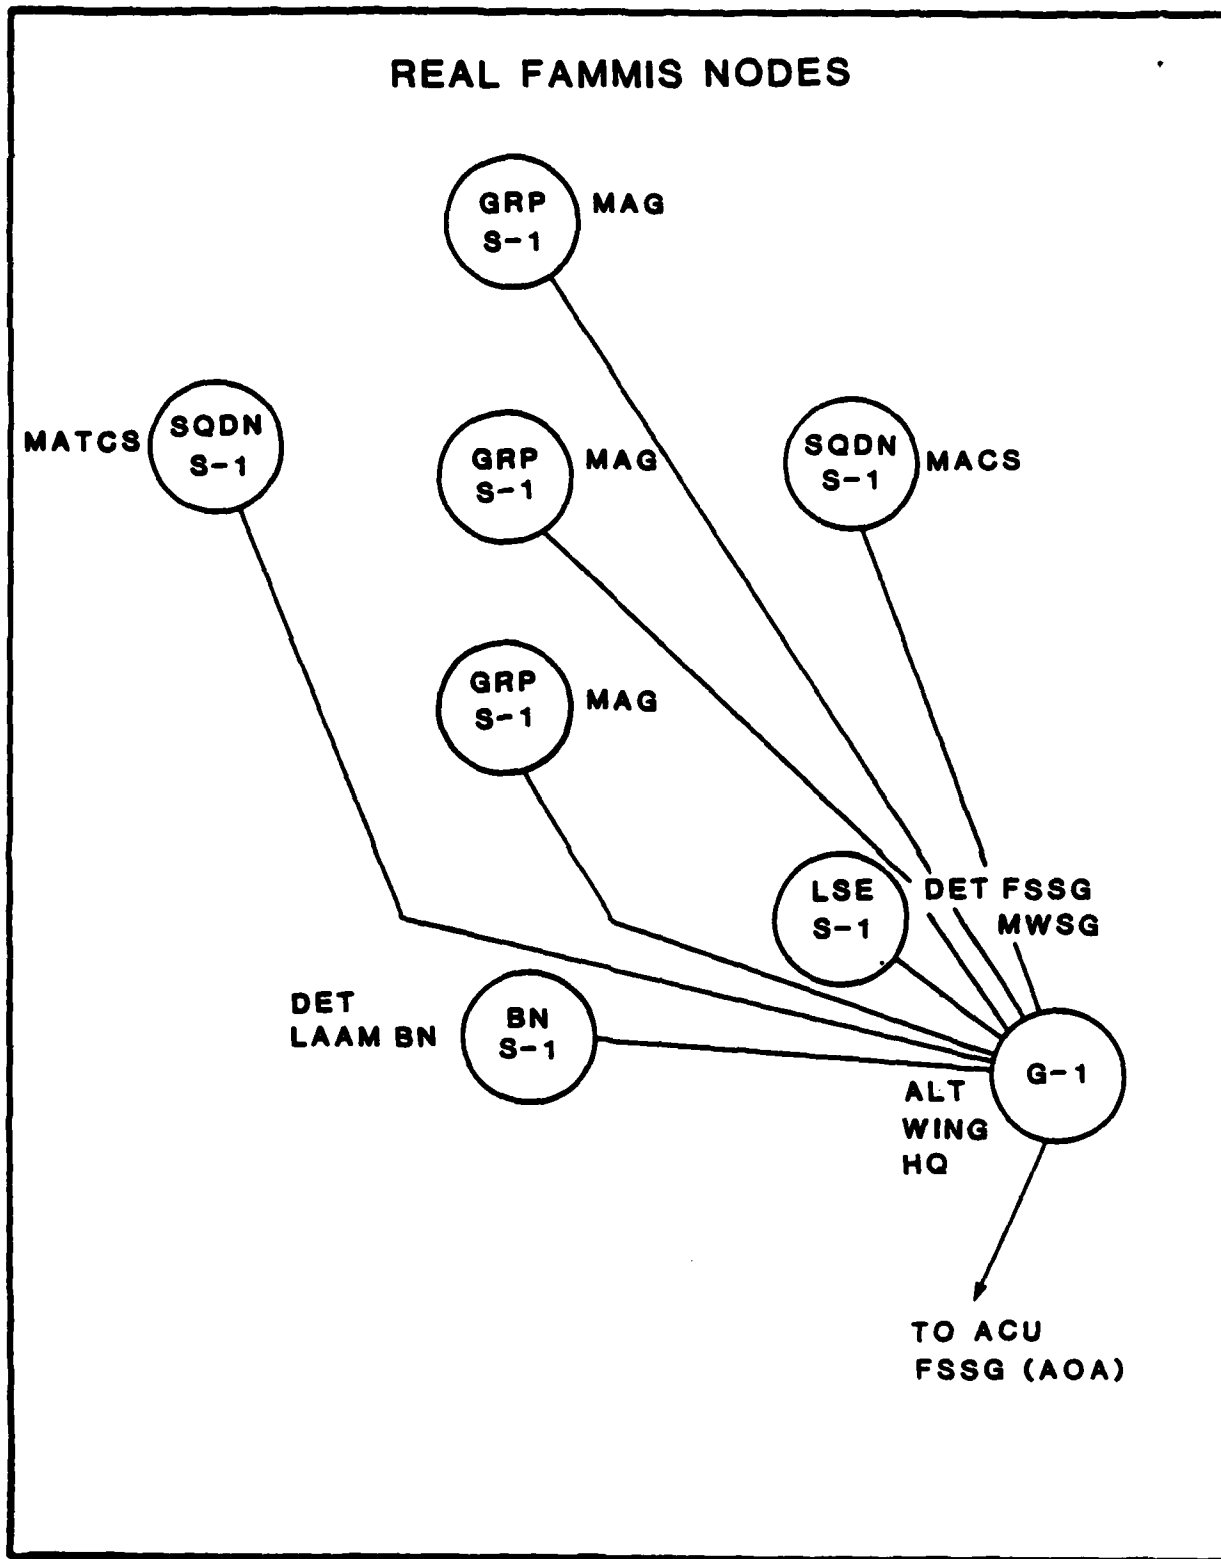 REAL FAMMIS NODES
GRP
S-1
MAG
MATCS
SQDN
S-1
GRP
S-1
MAG
SQDN
S-1
MACS
GRP
S-1
MAG
LSE
S-1
DET FSSG
MWSG
DET
LAAM BN
BN
S-1
G-1
ALT
WING
HQ
TO ACU
FSSG (AOA)